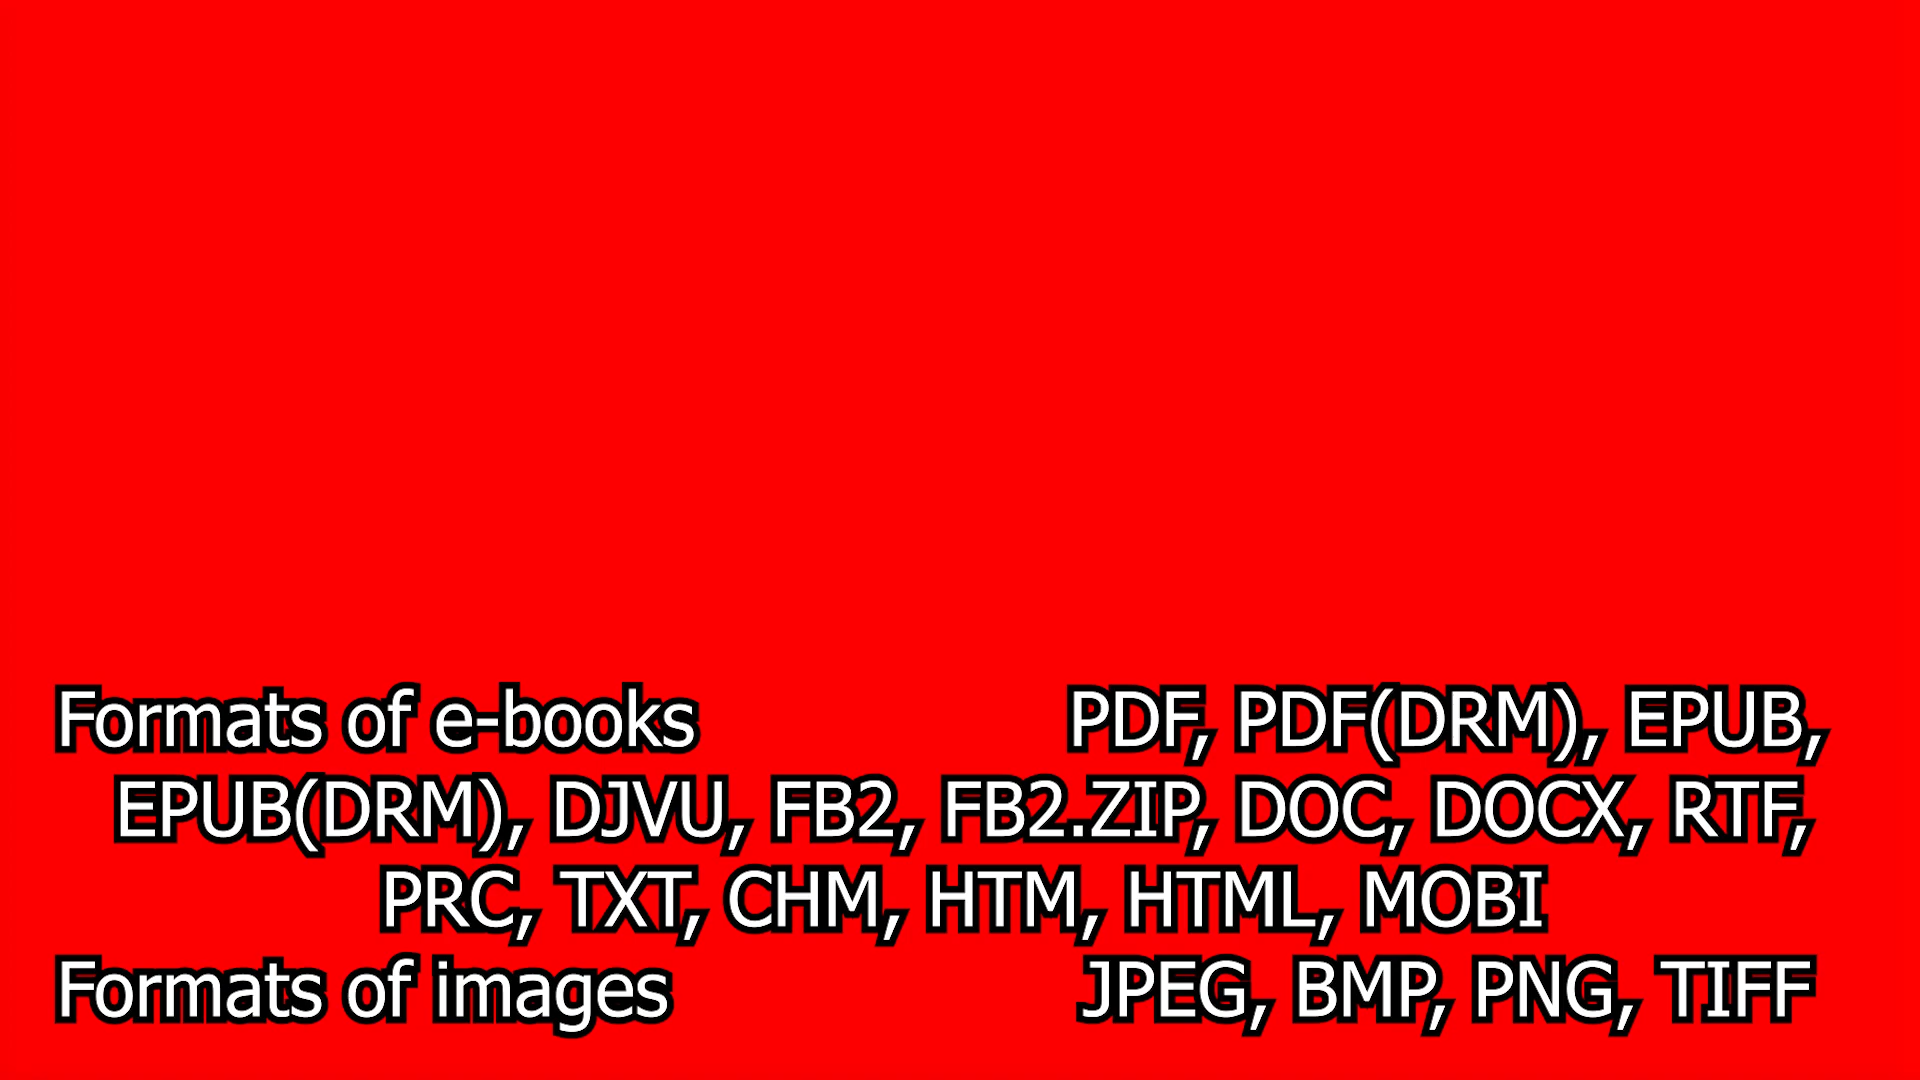 Formats of e-books PDF, PDF(DRM), EPUB,
EPUB(DRM), DJVU, FB2, FB2.ZIP, DOC, DOCX, RTF,
PRC, TXT, CHM, HTM, HTML, MOBI
Formats of images JPEG, BMP, PNG, TIFF